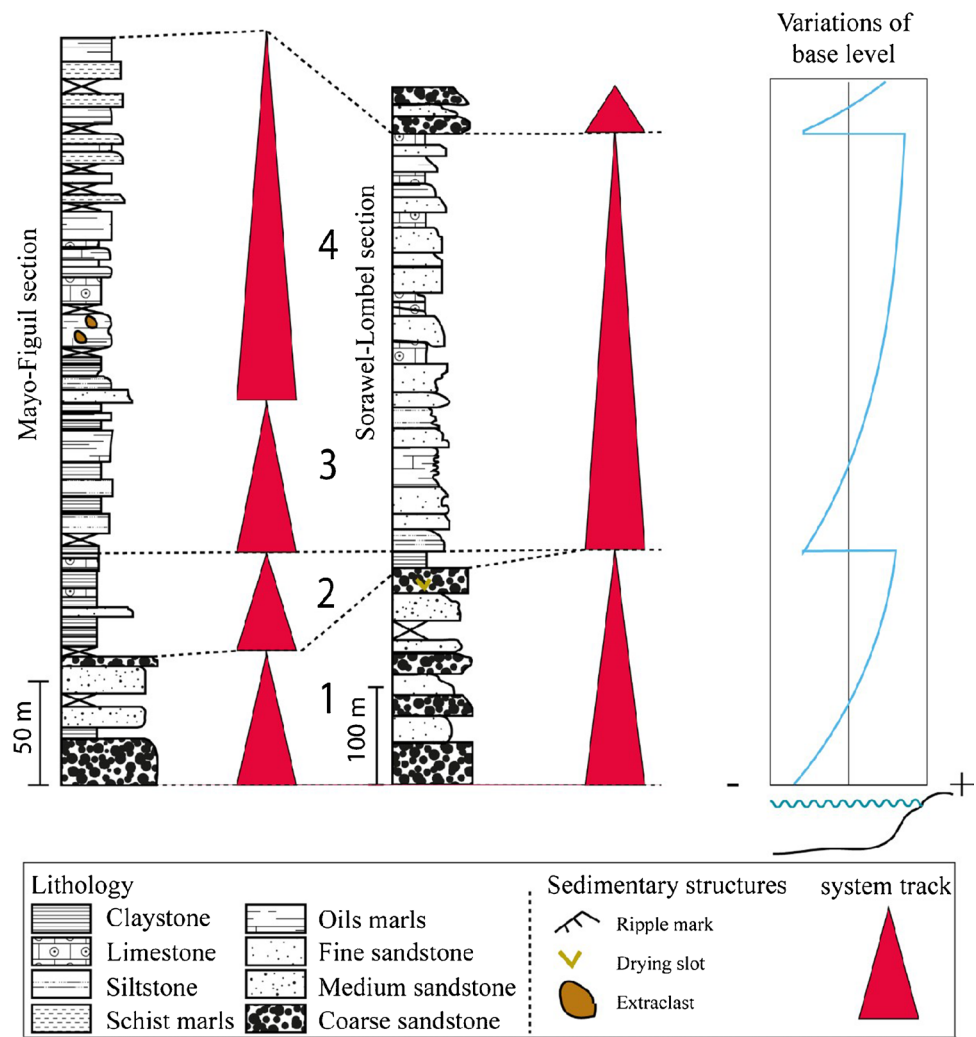 Variations of
base level
Mayo-Figuil section
Sorawel-Lombel section
4
3
2
1
50 m
100 m
-
+
Lithology
Claystone
Limestone
Siltstone
Schist marls
Oils marls
Fine sandstone
Medium sandstone
Coarse sandstone
Sedimentary structures
Ripple mark
Drying slot
Extraclast
system track